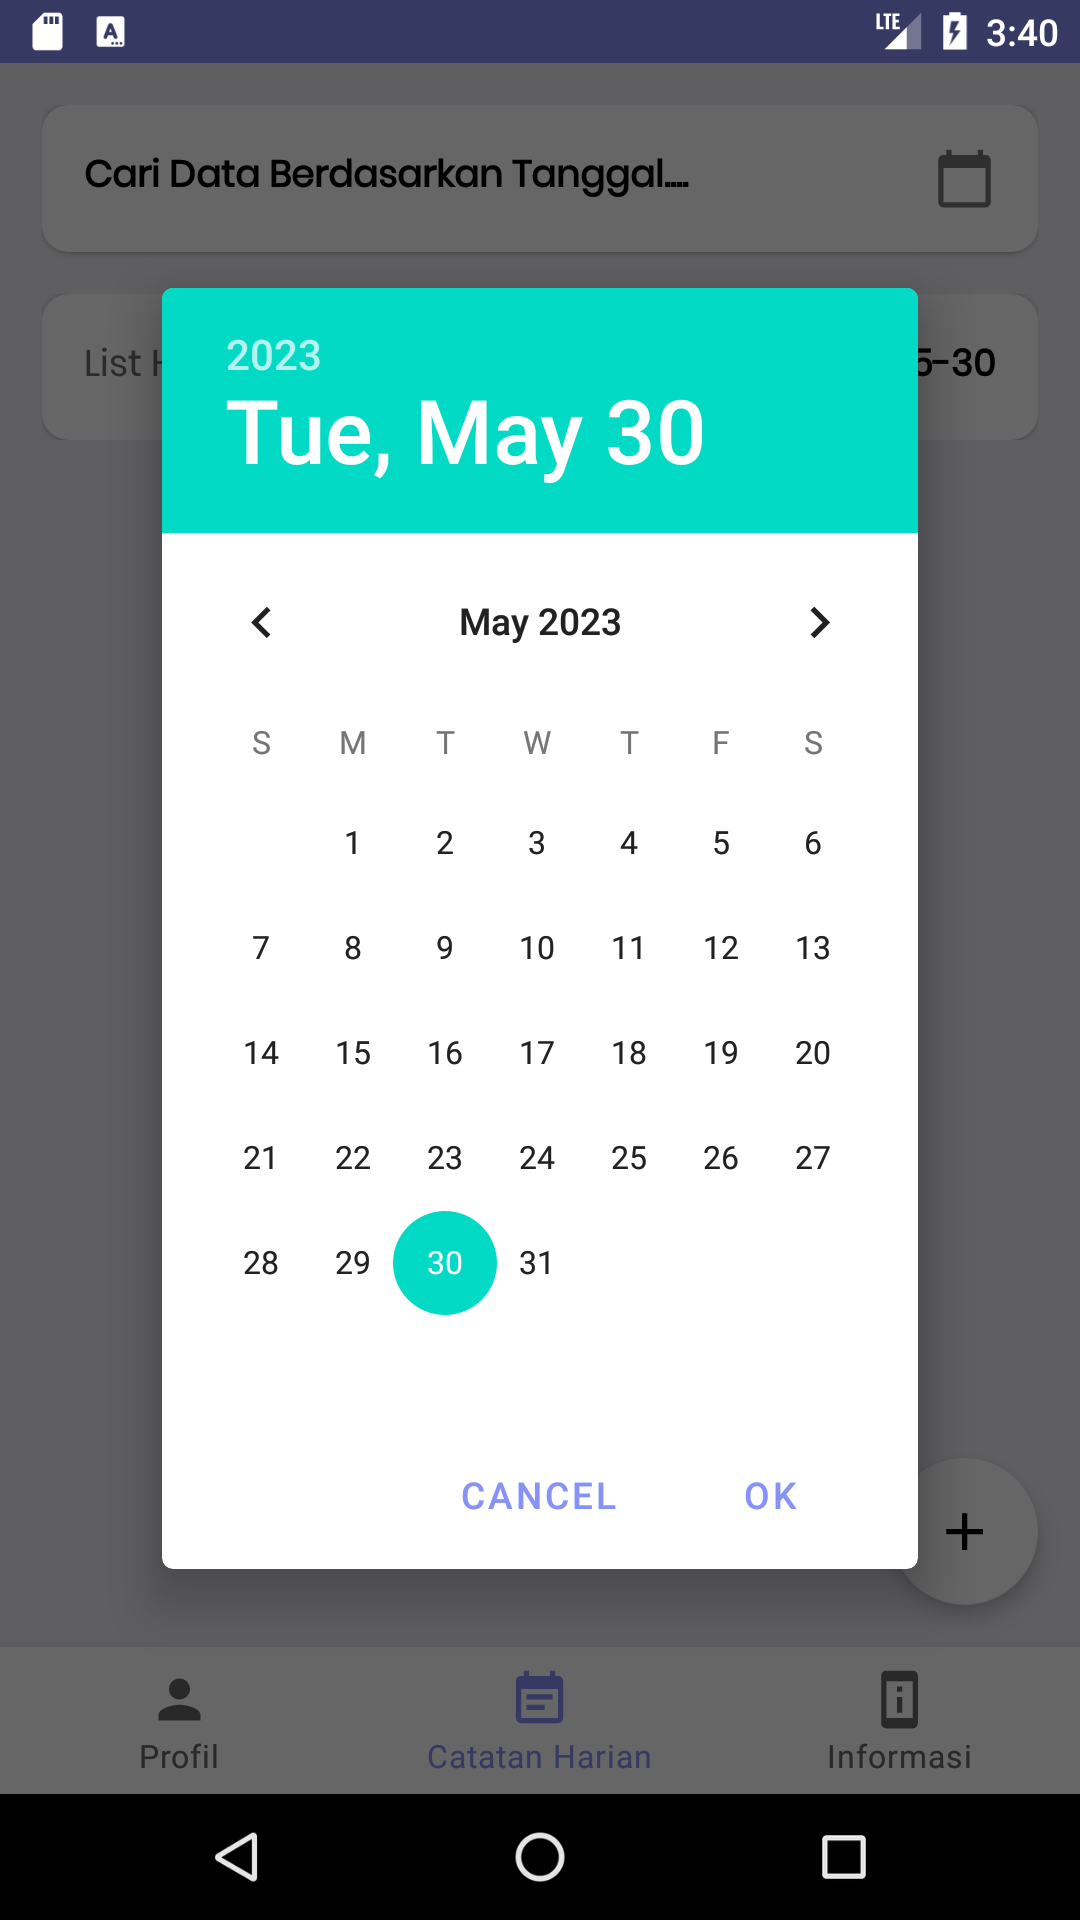 LTE 3:40
Cari Data Berdasarkan Tanggal....
List 5-30
2023
Tue, May 30
May 2023
S M T W T F S
1 2 3 4 5 6
7 8 9 10 11 12 13
14 15 16 17 18 19 20
21 22 23 24 25 26 27
28 29 30 31
CANCEL OK
Profil Catatan Harian Informasi